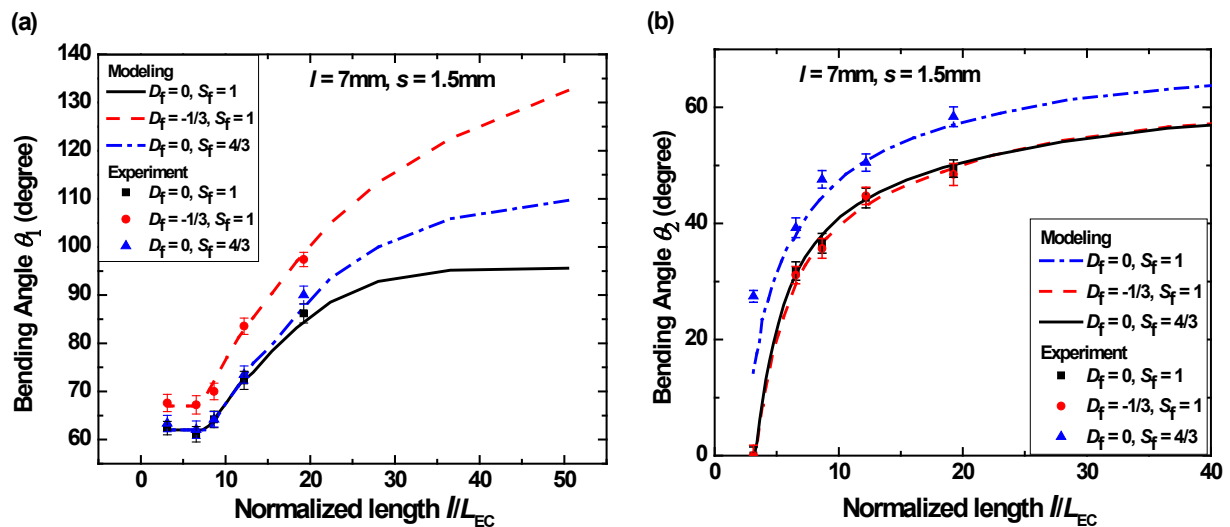 (a)
140
130
120
110
100
90
80
70
60
Bending Angle θ1 (degree)
0 10 20 30 40 50
Normalized length l/LEC
Modeling
Df = 0, Sf = 1
Df = -1/3, Sf = 1
Df = 0, Sf = 4/3
Experiment
Df = 0, Sf = 1
Df = -1/3, Sf = 1
Df = 0, Sf = 4/3
l = 7mm, s = 1.5mm
(b)
60
40
20
0
Bending Angle θ2 (degree)
0 10 20 30 40
Normalized length l/LEC
l = 7mm, s = 1.5mm
Modeling
Df = 0, Sf = 1
Df = -1/3, Sf = 1
Df = 0, Sf = 4/3
Experiment
Df = 0, Sf = 1
Df = -1/3, Sf = 1
Df = 0, Sf = 4/3